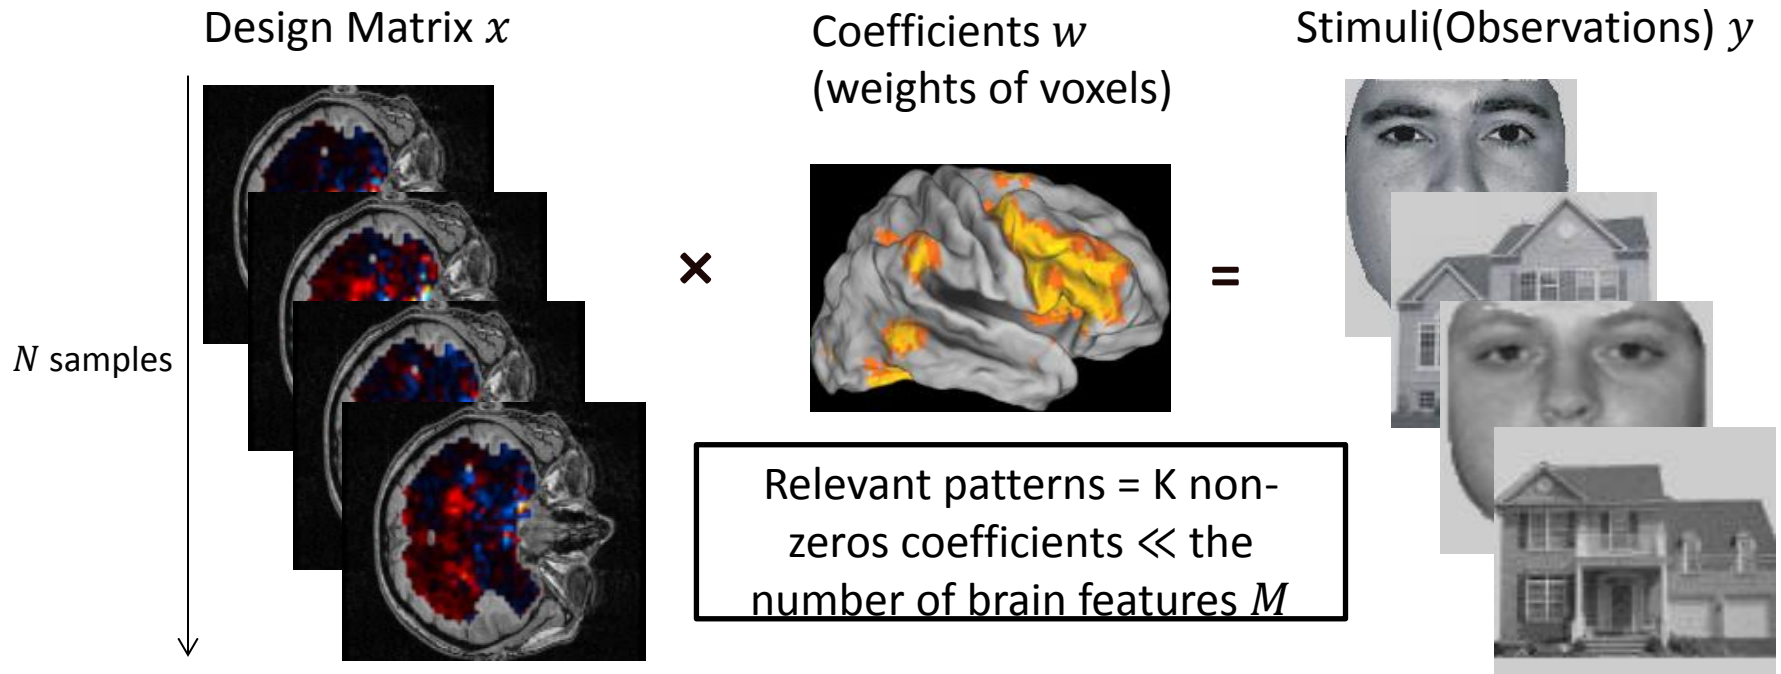 Design Matrix x
Coefficients w
(weights of voxels)
Stimuli(Observations) y
N samples
×
=
Relevant patterns = K non-
zeros coefficients ≪ the
number of brain features M